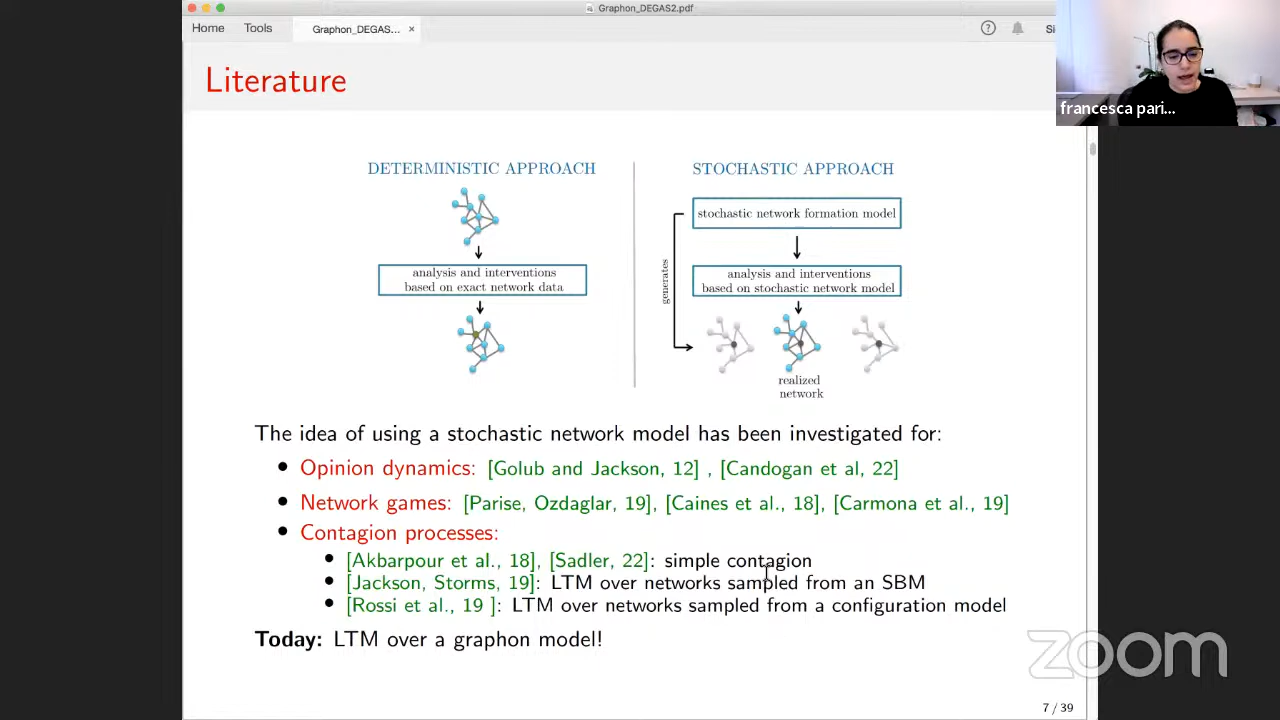 Graphon_DEGAS2.pdf
Home Tools Graphon_DEGAS... × Si
Literature
francesca pari...
DETERMINISTIC APPROACH
analysis and interventions
based on exact network data
STOCHASTIC APPROACH
stochastic network formation model
generates
analysis and interventions
based on stochastic network model
realized
network
The idea of using a stochastic network model has been investigated for:
• Opinion dynamics: [Golub and Jackson, 12] , [Candogan et al, 22]
• Network games: [Parise, Ozdaglar, 19], [Caines et al., 18], [Carmona et al., 19]
• Contagion processes:
• [Akbarpour et al., 18], [Sadler, 22]: simple contagion
• [Jackson, Storms, 19]: LTM over networks sampled from an SBM
• [Rossi et al., 19 ]: LTM over networks sampled from a configuration model
Today: LTM over a graphon model!
zoom
7 / 39